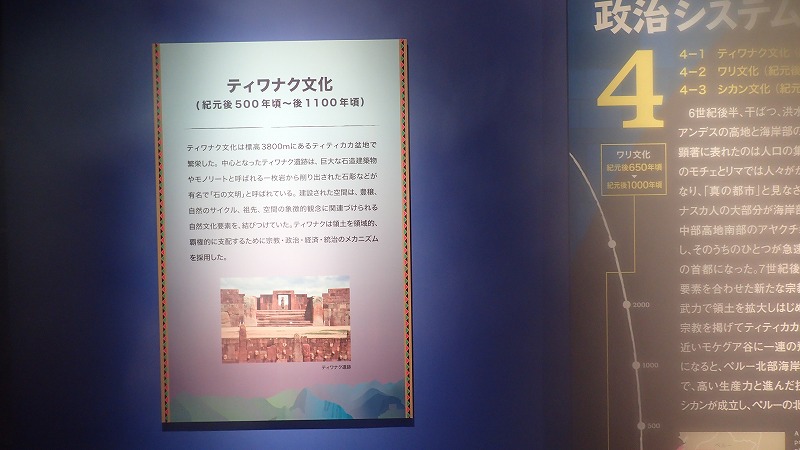 ティワナク文化
(紀元後500年頃～後1100年頃)
ティワナク文化は標高3800mにあるティティカカ盆地で
繁栄した。中心となったティワナク遺跡は、巨大な石造建築物
やモノリートと呼ばれる一枚岩から削り出された石彫などが
有名で「石の文明」と呼ばれている。建設された空間は、豊穣、
自然のサイクル、祖先、空間の象徴的観念に関連づけられる
自然文化要素を、結びつけていた。ティワナクは領土を領域的、
覇権的に支配するために宗教・政治・経済・統治のメカニズム
を採用した。
ティワナク遺跡
政治システム
4
4-1 ティワナク文化
4-2 ワリ文化 (紀元後
4-3 シカン文化 (紀元
ワリ文化
紀元後650年頃
紀元後1000年頃
6世紀後半、干ばつ、洪水
アンデスの高地と海岸部の
顕著に表れたのは人口の集
のモチェとリマでは人々が
なり、「真の都市」と見なさ
ナスカ人の大部分が海岸部
中部高地南部のアヤクチョ
し、そのうちのひとつが急速
の首都になった。7世紀後
要素を合わせた新たな宗教
武力で領土を拡大しはじめ
宗教を掲げてティティカカ
近いモケグア谷に一連の
になると、ペルー北部海岸
で、高い生産力と進んだ技
シカンが成立し、ペルーの北
2000
1000
500